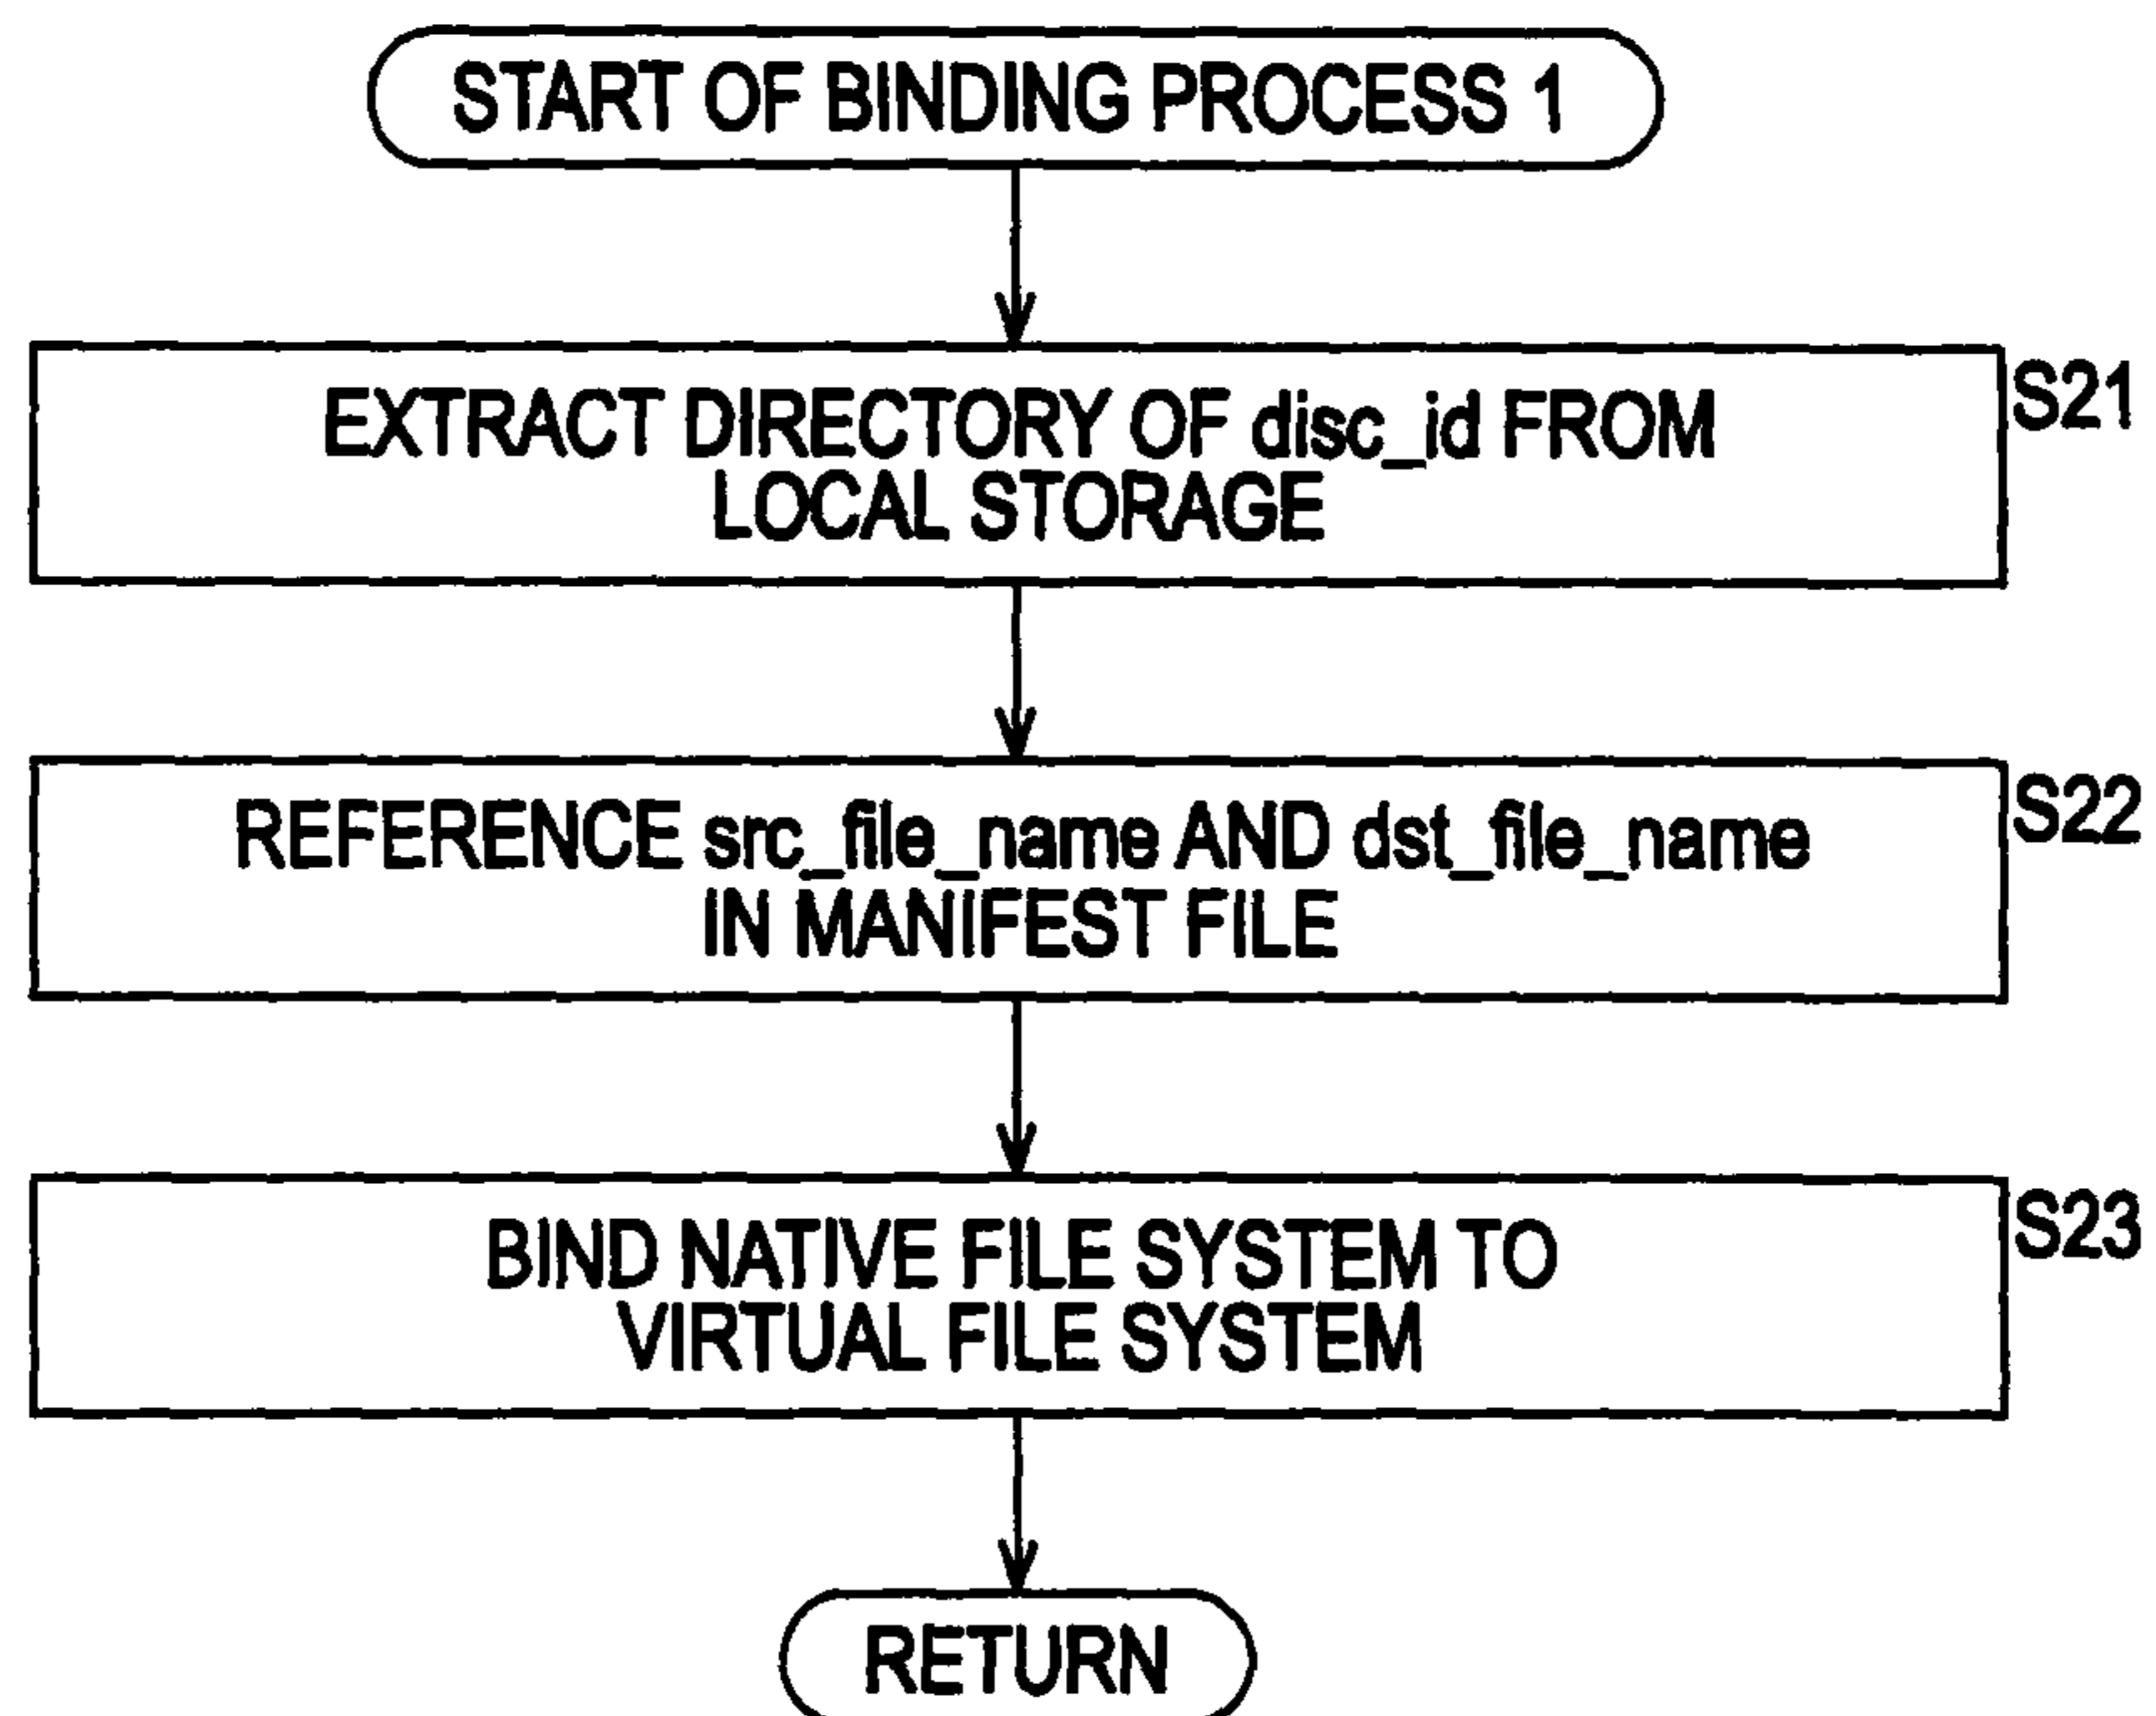 START OF BINDING PROCESS 1
EXTRACT DIRECTORY OF disc_id FROM
LOCAL STORAGE
S21
REFERENCE src_file_name AND dst_file_name
IN MANIFEST FILE
S22
BIND NATIVE FILE SYSTEM TO
VIRTUAL FILE SYSTEM
S23
RETURN